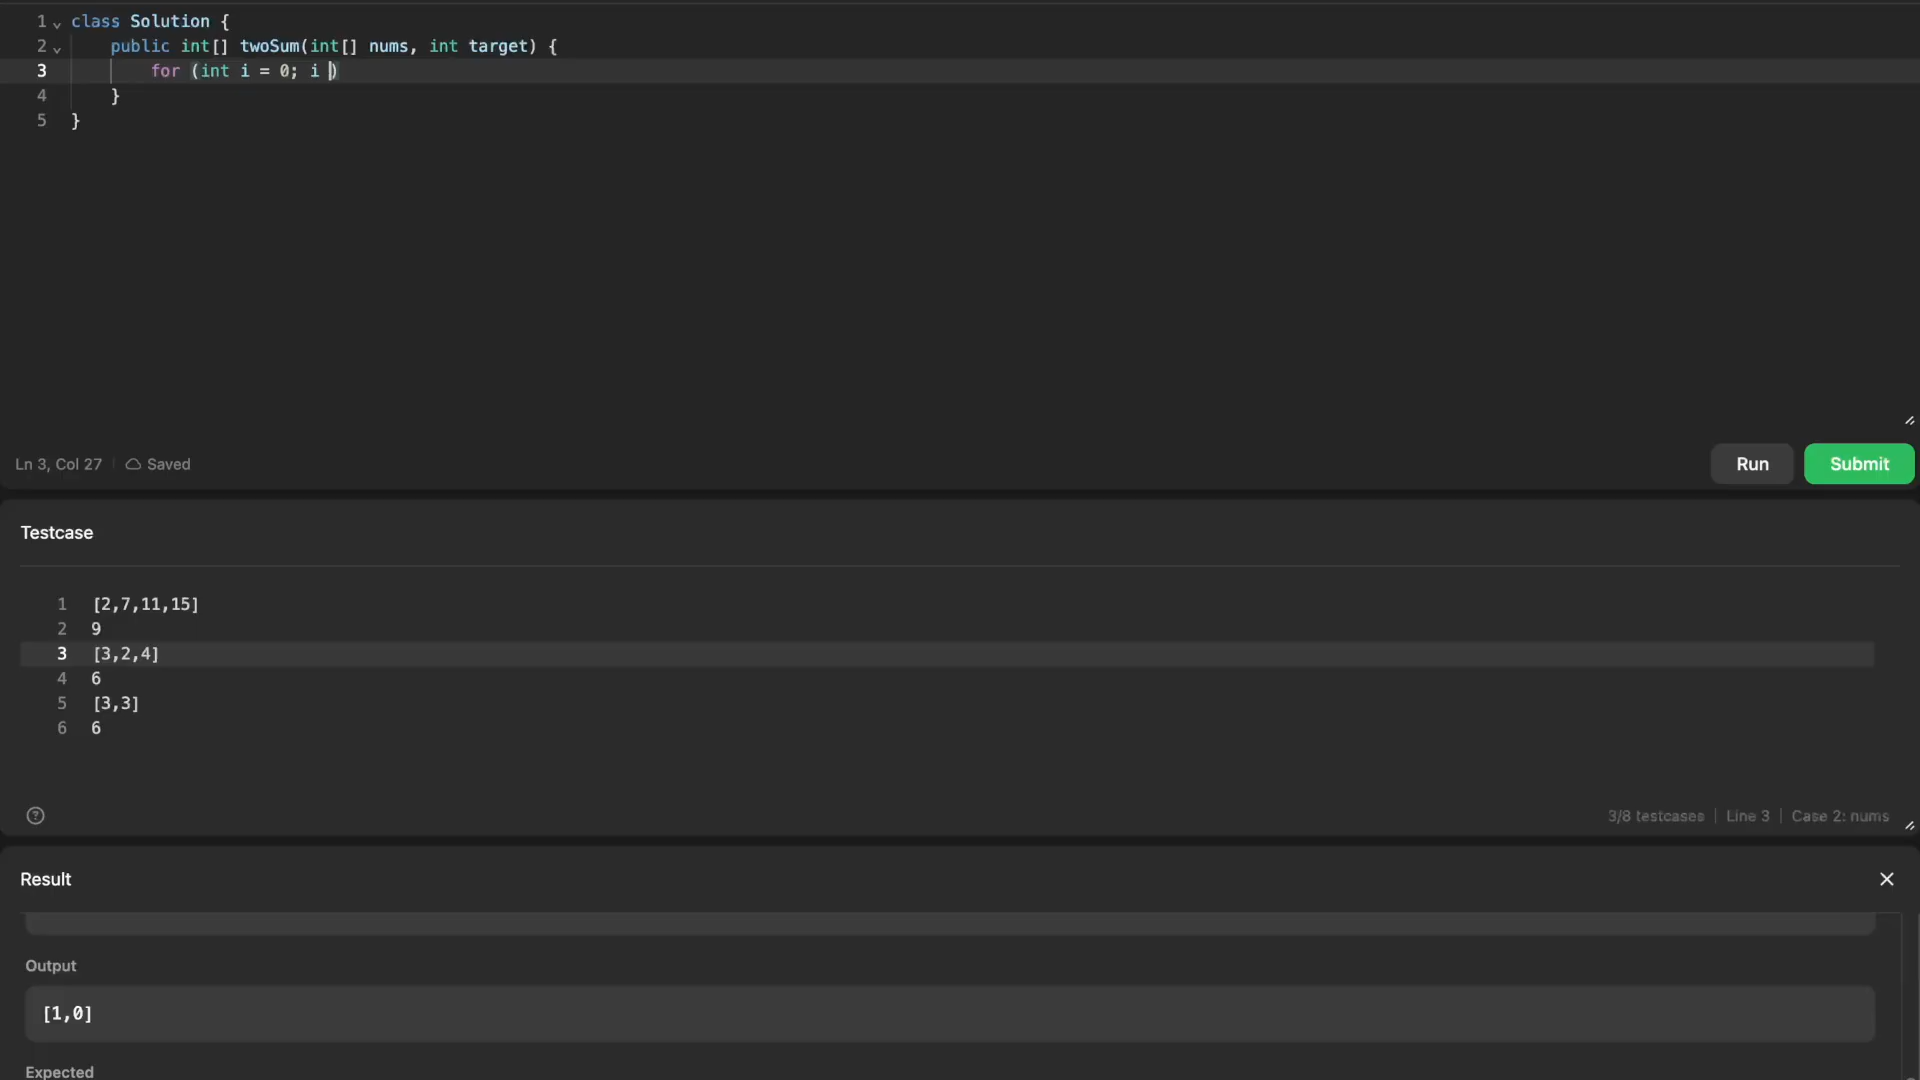 1 class Solution {
2 public int[] twoSum(int[] nums, int target) {
3 for (int i = 0; i )
4 }
5 }
Ln 3, Col 27 Saved
Run Submit
Testcase
1 [2,7,11,15]
2 9
3 [3,2,4]
4 6
5 [3,3]
6 6
? 3/8 testcases | Line 3 | Case 2: nums
Result
Output
[1,0]
Expected